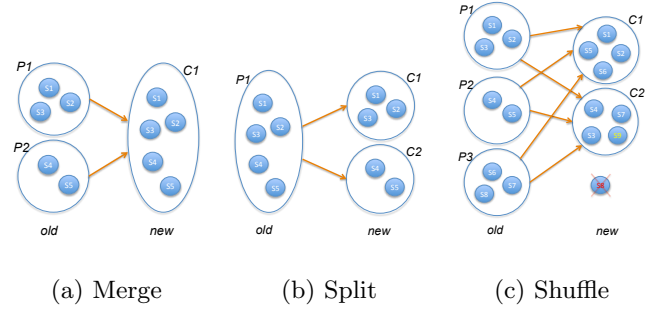 P1
S1
S2
S3
P2
S4
S5
old
C1
S1
S2
S3
S4
S5
new
(a) Merge
P1
S1
S2
S3
S4
S5
old
C1
S1
S2
S3
C2
S4
S5
new
(b) Split
P1
S1
S2
S3
P2
S4
S5
P3
S6
S7
S8
old
C1
S1
S5
S2
S6
C2
S4
S7
S3
S9
S8
new
(c) Shuffle